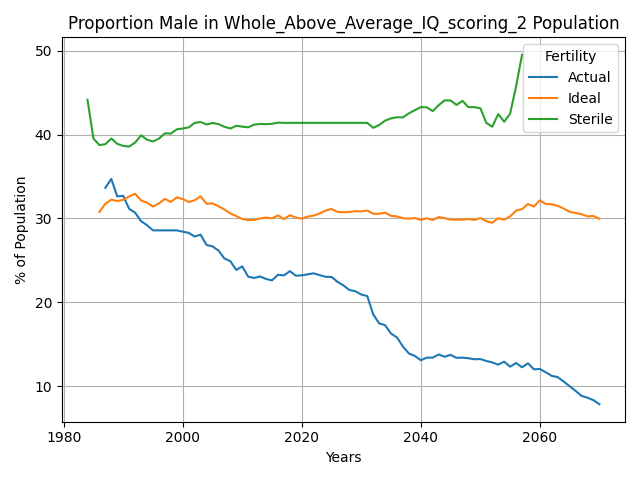 Proportion Male in Whole_Above_Average_IQ_scoring_2 Population
Fertility
Actual
Ideal
Sterile
% of Population
50
40
30
20
10
1980
2000
2020
2040
2060
Years